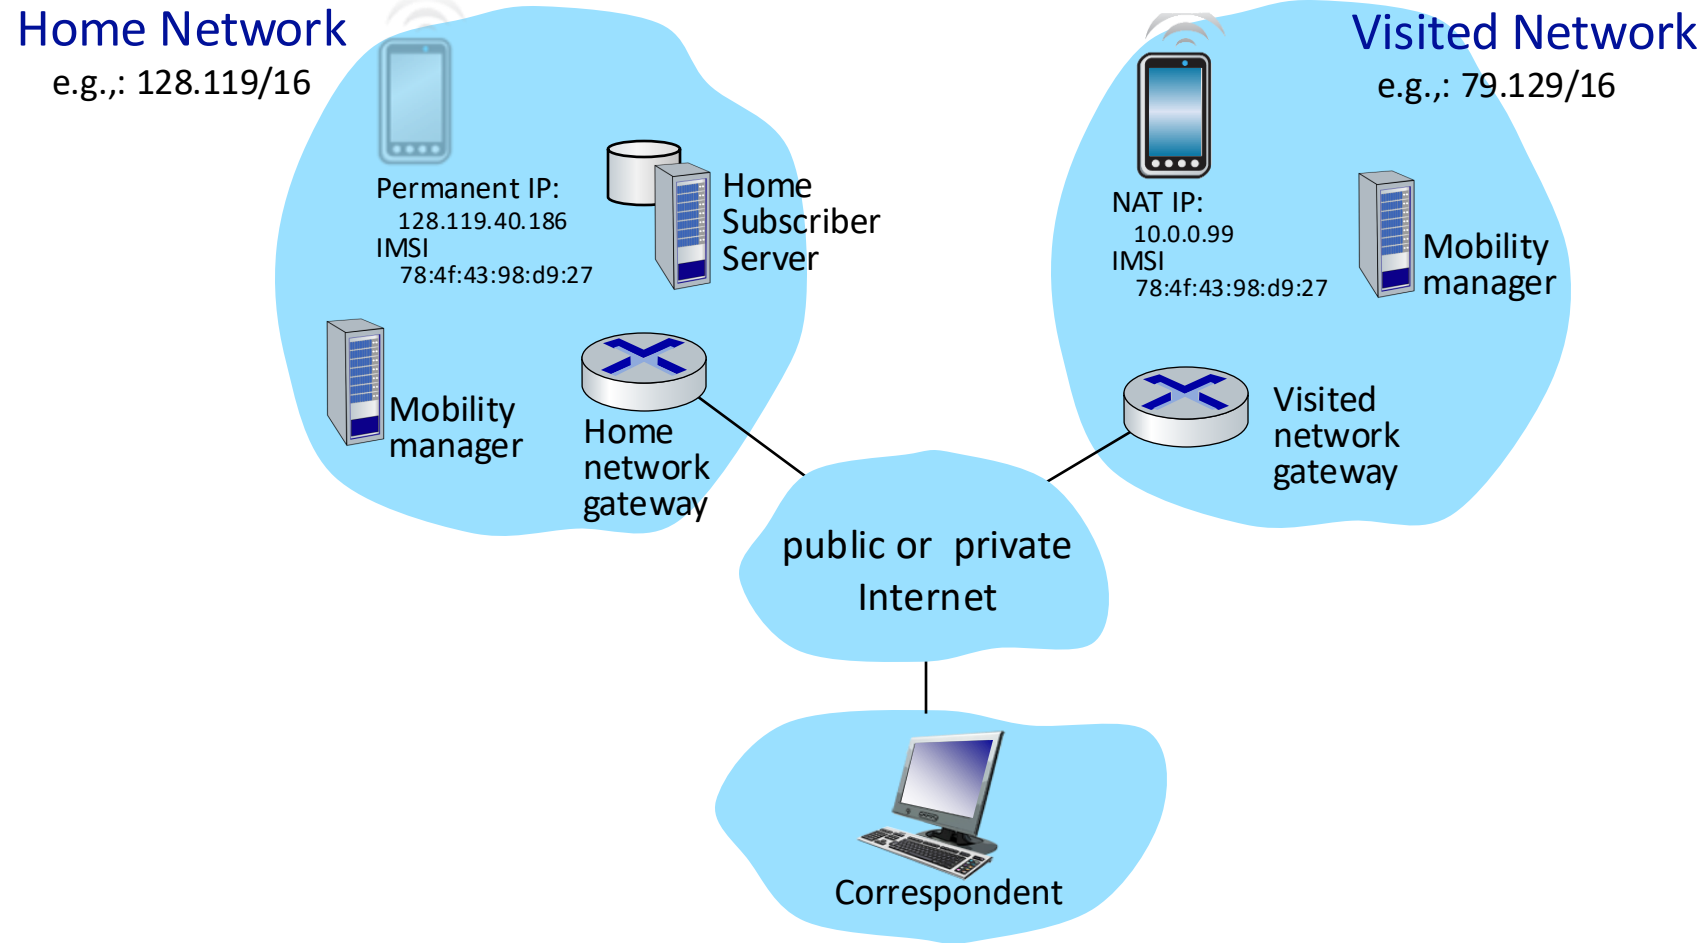 Home Network
e.g.,: 128.119/16
Permanent IP:
128.119.40.186
IMSI
78:4f:43:98:d9:27
Home
Subscriber
Server
Mobility
manager
Home
network
gateway
Visited Network
e.g.,: 79.129/16
NAT IP:
10.0.0.99
IMSI
78:4f:43:98:d9:27
Mobility
manager
Visited
network
gateway
public or  private
Internet
Correspondent